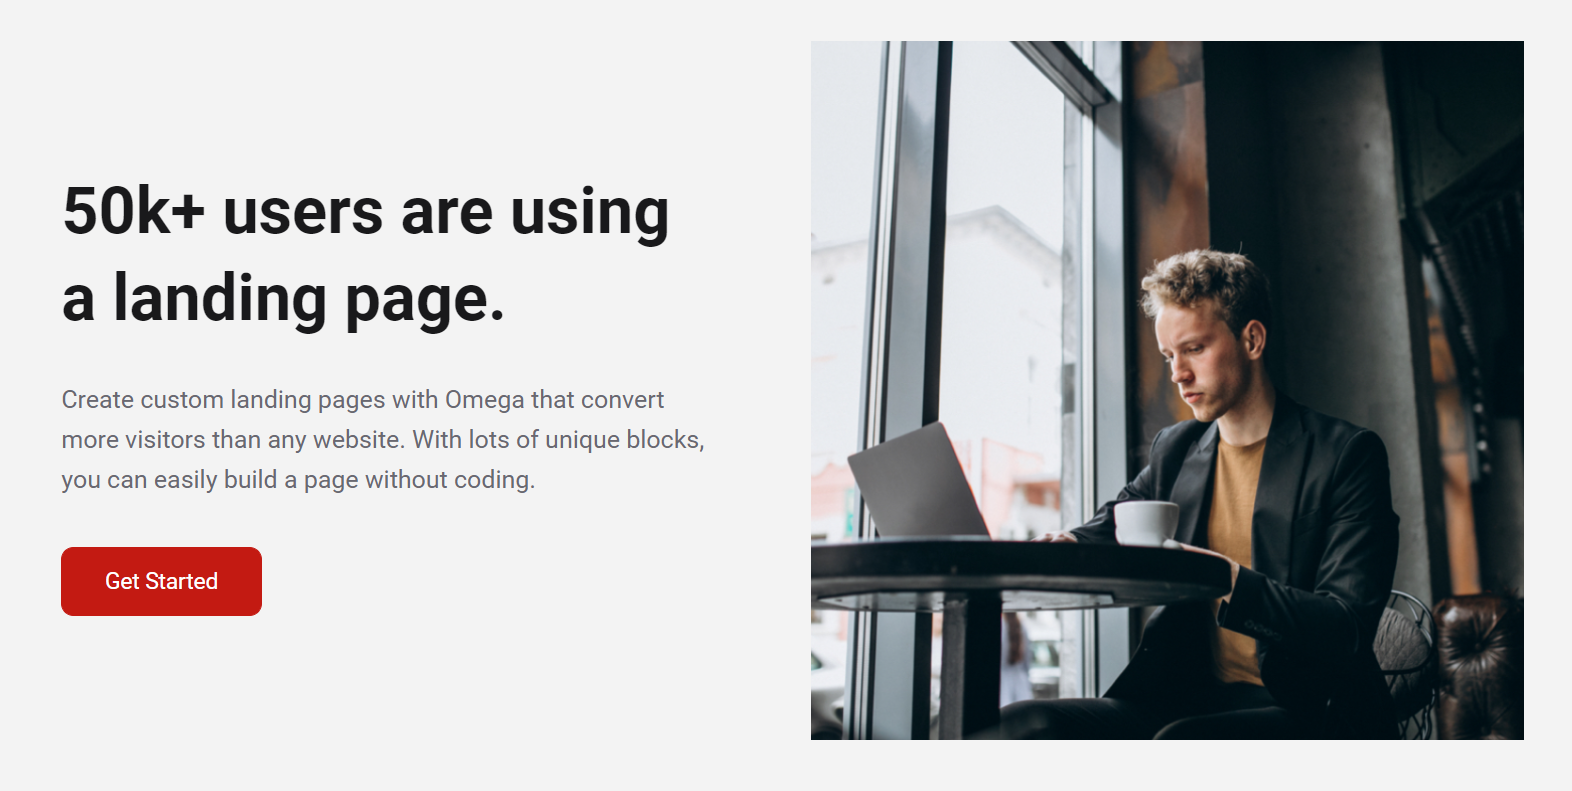 50k+ users are using
a landing page.
Create custom landing pages with Omega that convert
more visitors than any website. With lots of unique blocks,
you can easily build a page without coding.
Get Started